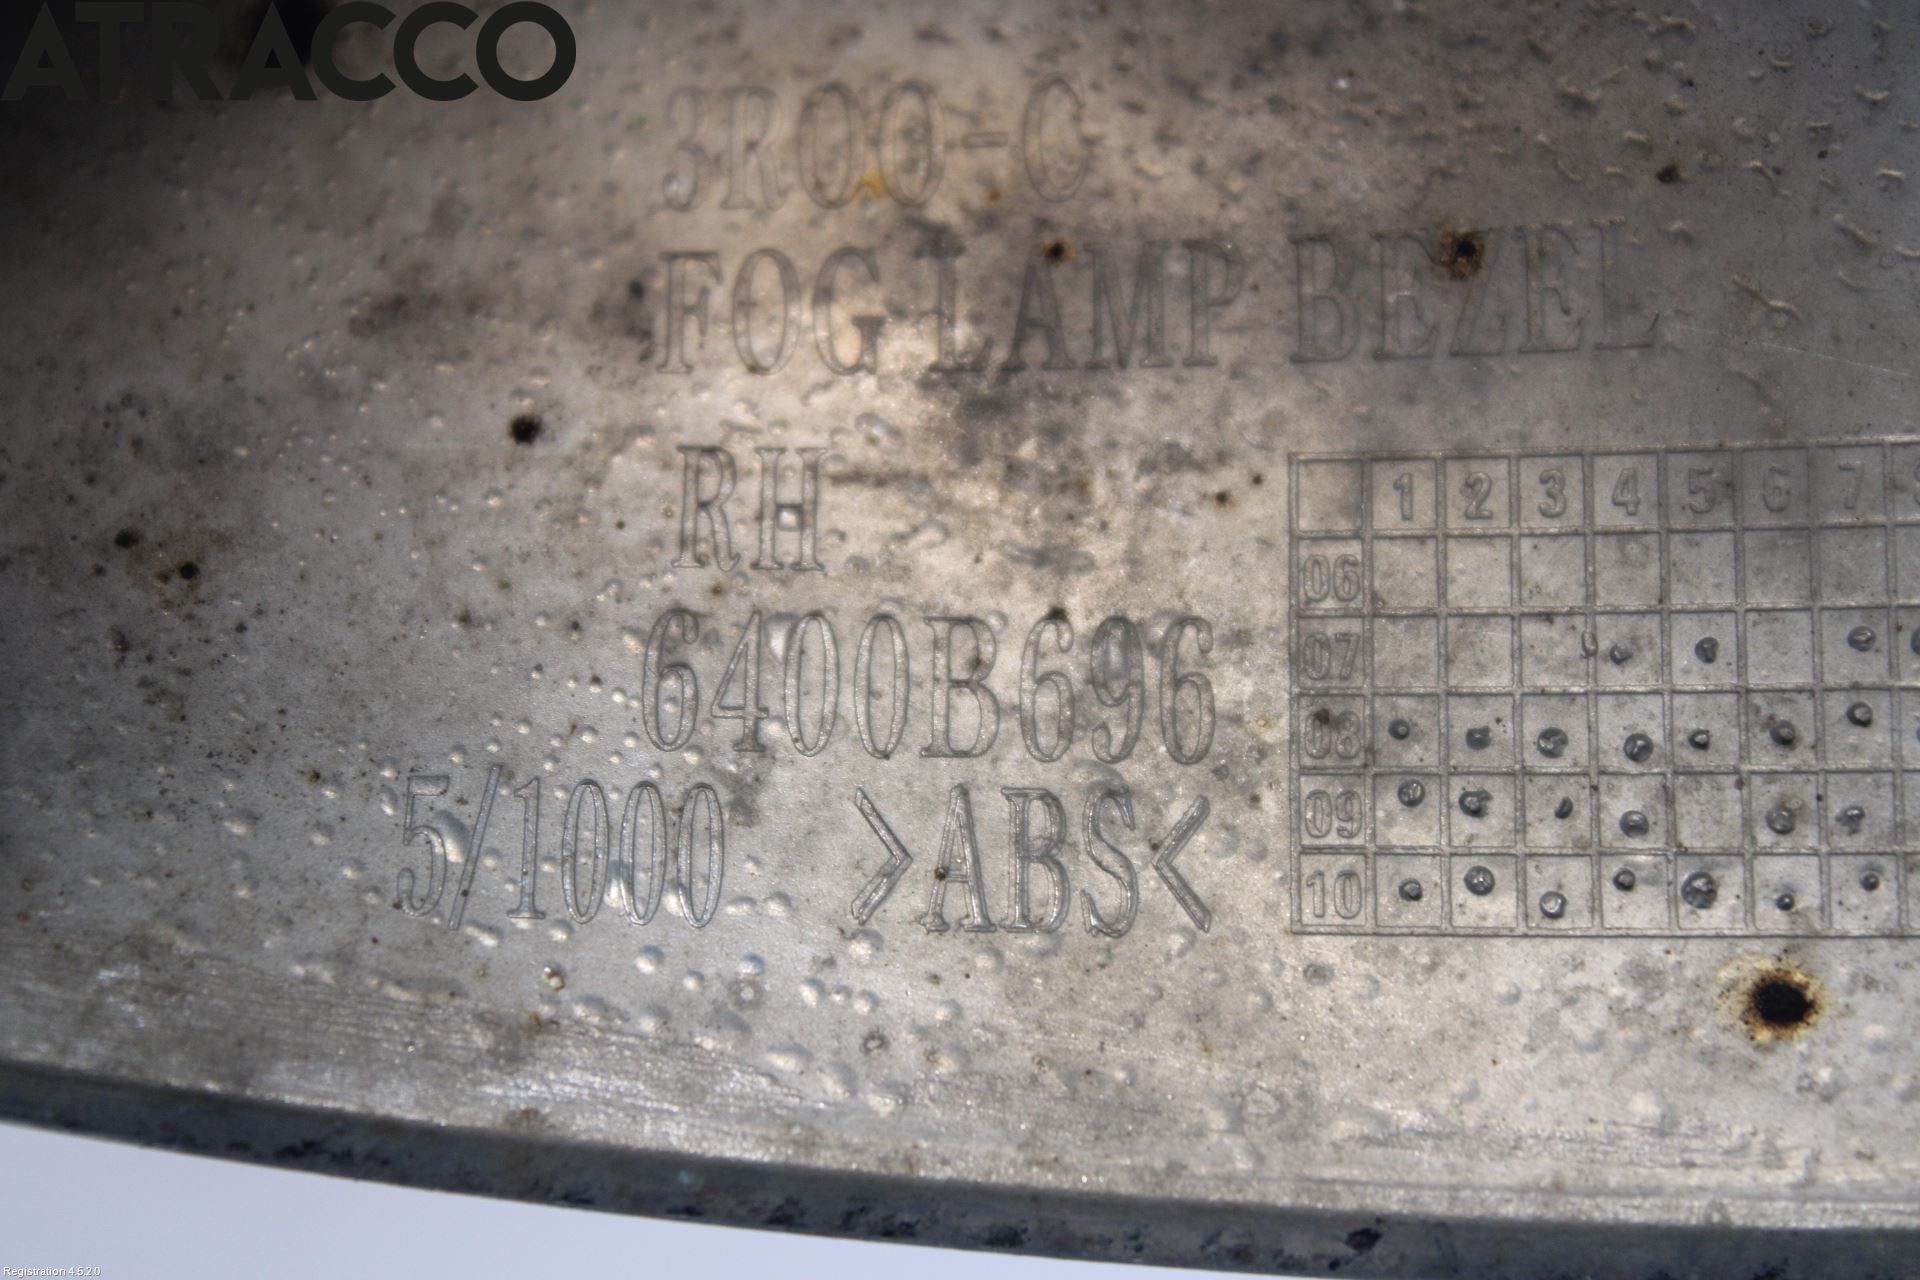 ATRACCO
3R00-C
FOG LAMP BEZEL
RH
6400B696
5/1000 >ABS<
1 2 3 4 5 6 7
06
07
08
09
10
Registration 4.5.2.0